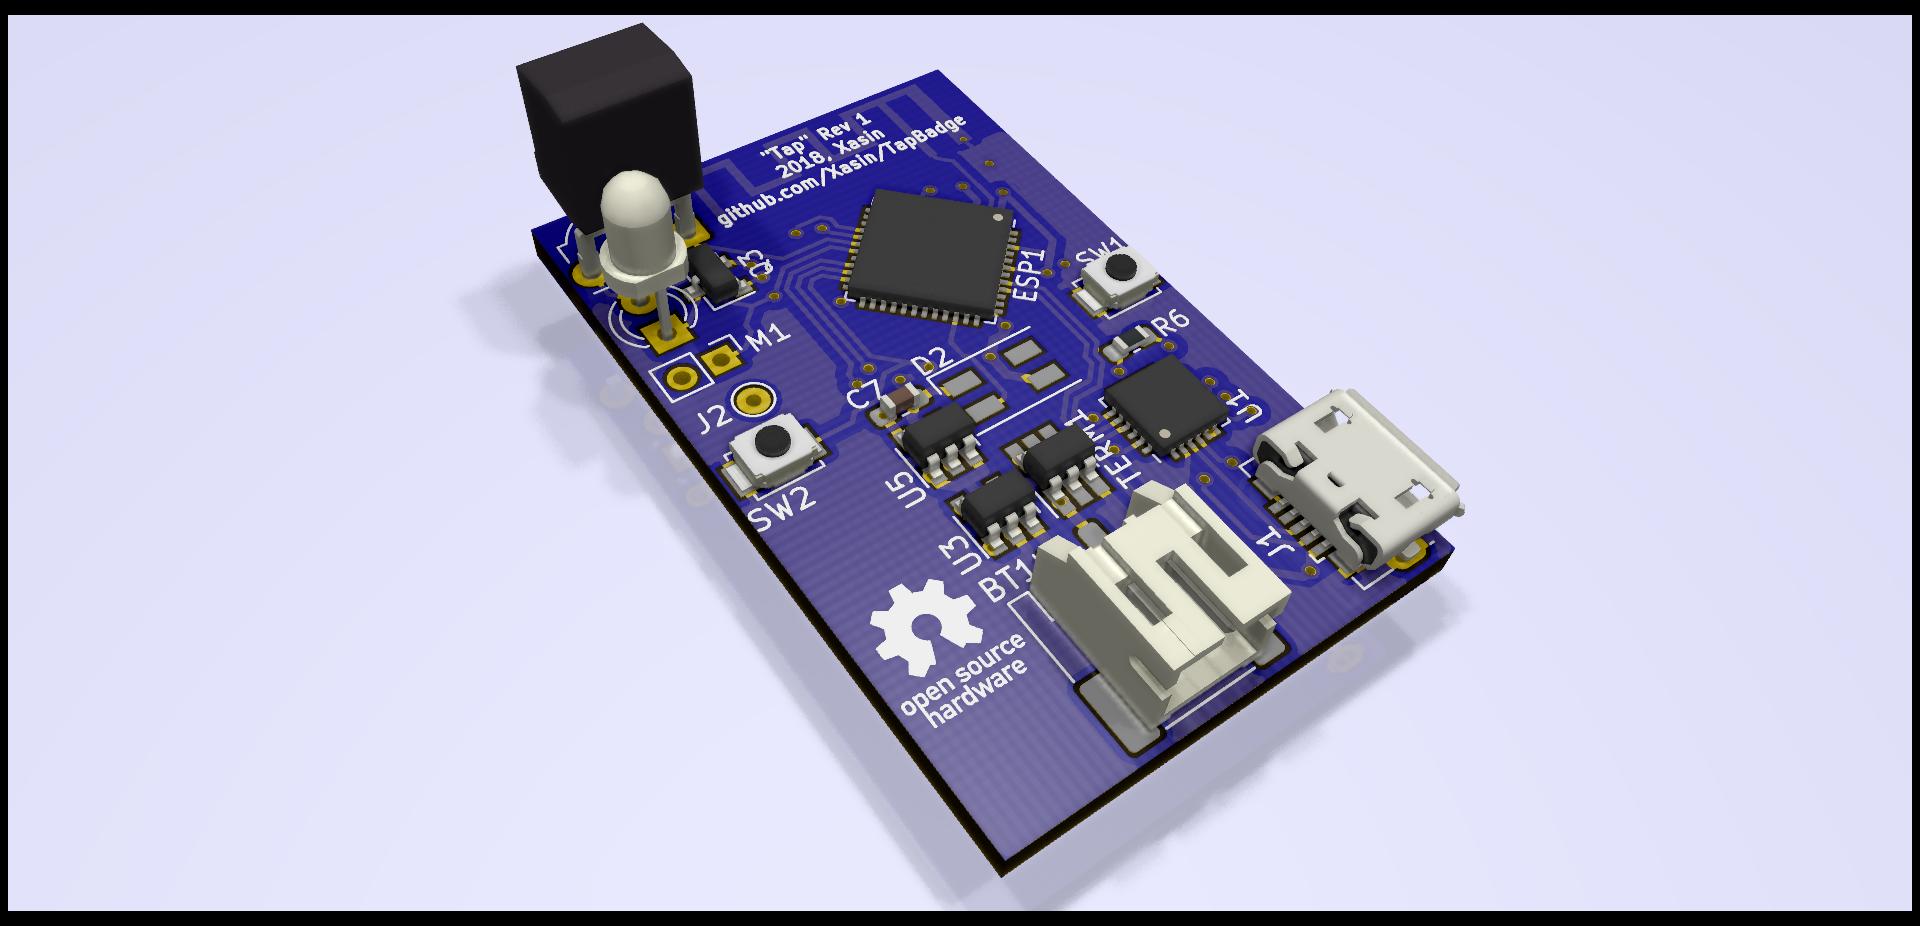 "Tap" Rev 1
2018, Xasin
github.com/Xasin/TapBadge
ESP1
SW1
R6
M1
D2
C7
J2
U1
TERM1
U5
SW2
U3
J1
BT1
open source
hardware